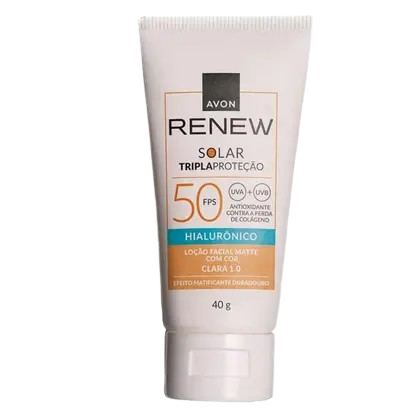 AVON
RENEW
SOLAR
TRIPLAPROTEÇÃO
50 FPS
UVA + UVB
ANTIOXIDANTE
CONTRA A PERDA
DE COLÁGENO
HIALURÔNICO
LOÇÃO FACIAL MATTE
COM COR
CLARA 1.0
EFEITO MATIFICANTE DURADOURO
40 g